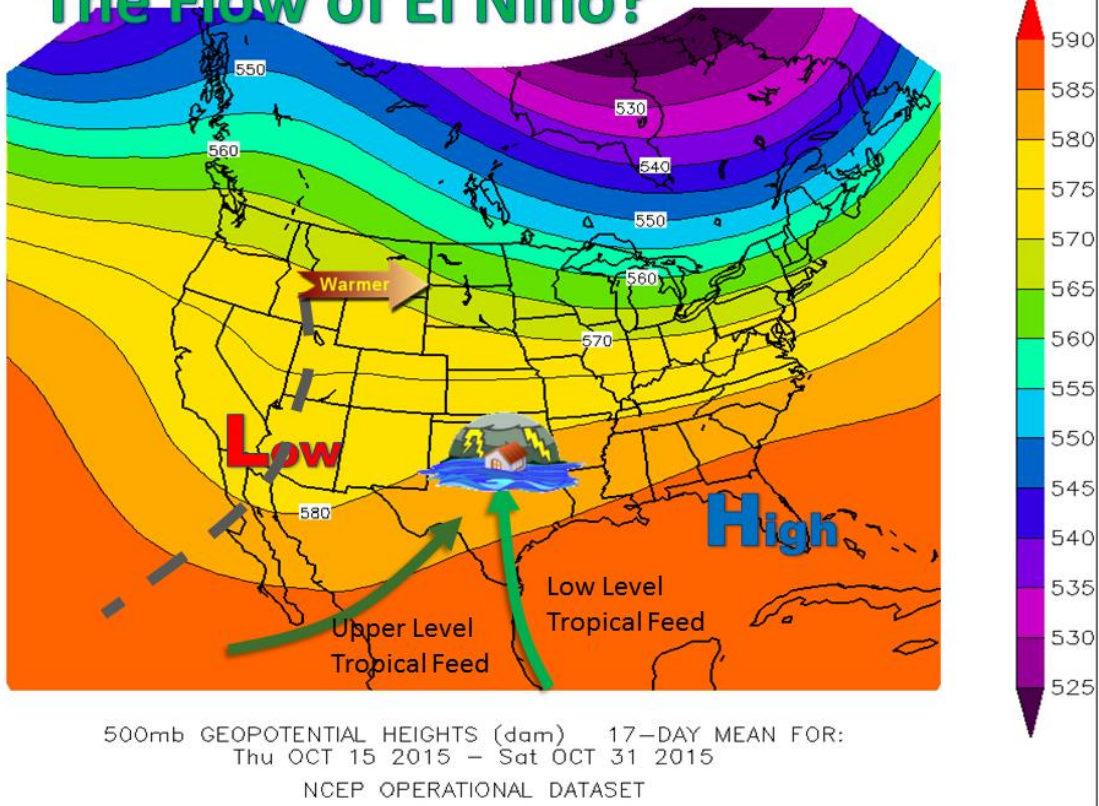 The Flow of El Nino?
550
530
560
540
550
560
Warmer
570
Low
580
High
Low Level
Tropical Feed
Upper Level
Tropical Feed
590
585
580
575
570
565
560
555
550
545
540
535
530
525
500mb GEOPOTENTIAL HEIGHTS (dam) 17-DAY MEAN FOR:
Thu OCT 15 2015 - Sat OCT 31 2015
NCEP OPERATIONAL DATASET